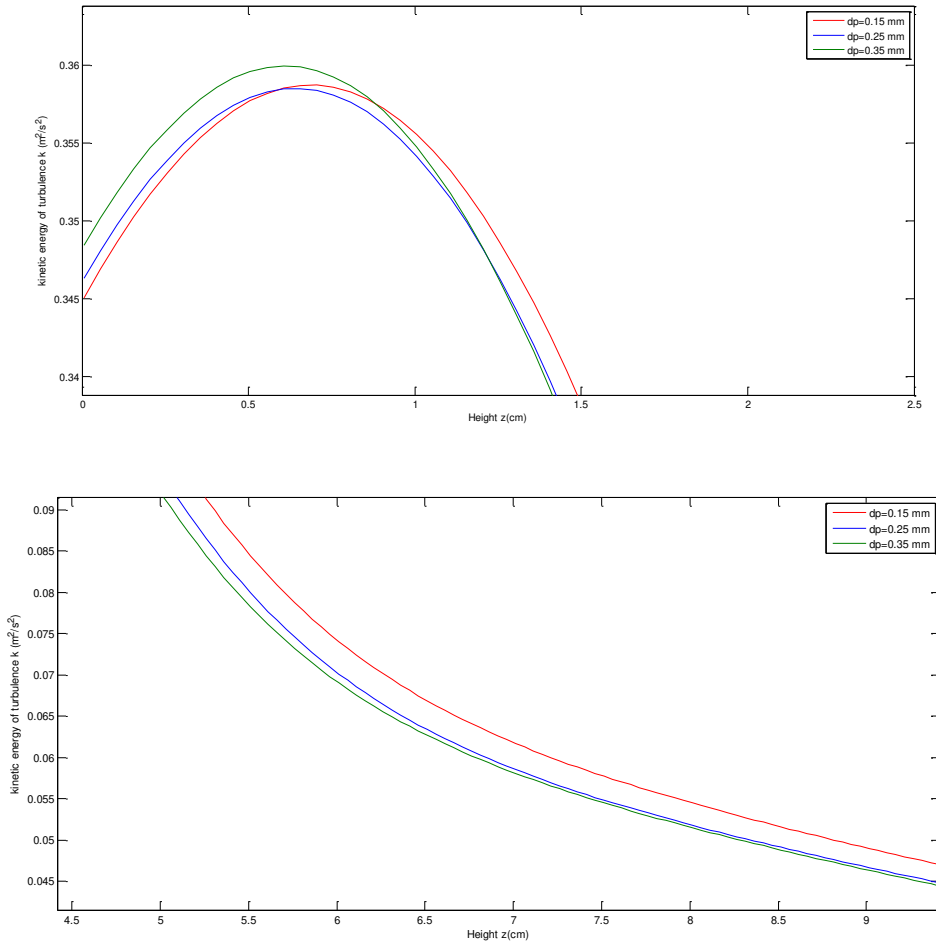 dp=0.15 mm
dp=0.25 mm
dp=0.35 mm
0.36
0.355
0.35
0.345
0.34
kinetic energy of turbulence k (m²/s²)
0 0.5 1 1.5 2 2.5
Height z(cm)
dp=0.15 mm
dp=0.25 mm
dp=0.35 mm
0.09
0.085
0.08
0.075
0.07
0.065
0.06
0.055
0.05
0.045
kinetic energy of turbulence k (m²/s²)
4.5 5 5.5 6 6.5 7 7.5 8 8.5 9
Height z(cm)